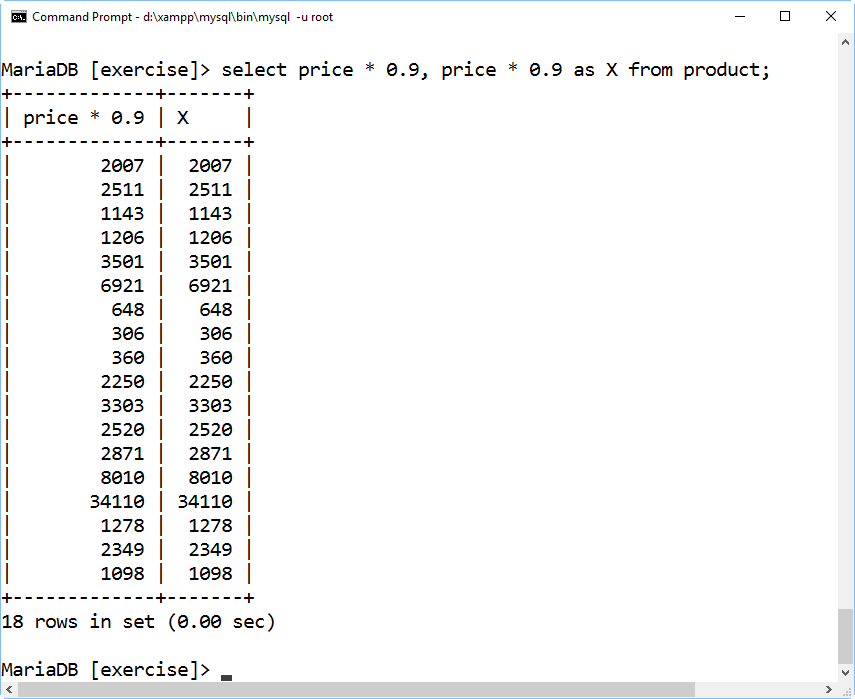 Command Prompt - d:\xampp\mysql\bin\mysql  -u root
MariaDB [exercise]> select price * 0.9, price * 0.9 as X from product;
+-------------+-------+
| price * 0.9 | X     |
+-------------+-------+
|        2007 |  2007 |
|        2511 |  2511 |
|        1143 |  1143 |
|        1206 |  1206 |
|        3501 |  3501 |
|        6921 |  6921 |
|         648 |   648 |
|         306 |   306 |
|         360 |   360 |
|        2250 |  2250 |
|        3303 |  3303 |
|        2520 |  2520 |
|        2871 |  2871 |
|        8010 |  8010 |
|       34110 | 34110 |
|        1278 |  1278 |
|        2349 |  2349 |
|        1098 |  1098 |
+-------------+-------+
18 rows in set (0.00 sec)
MariaDB [exercise]> _